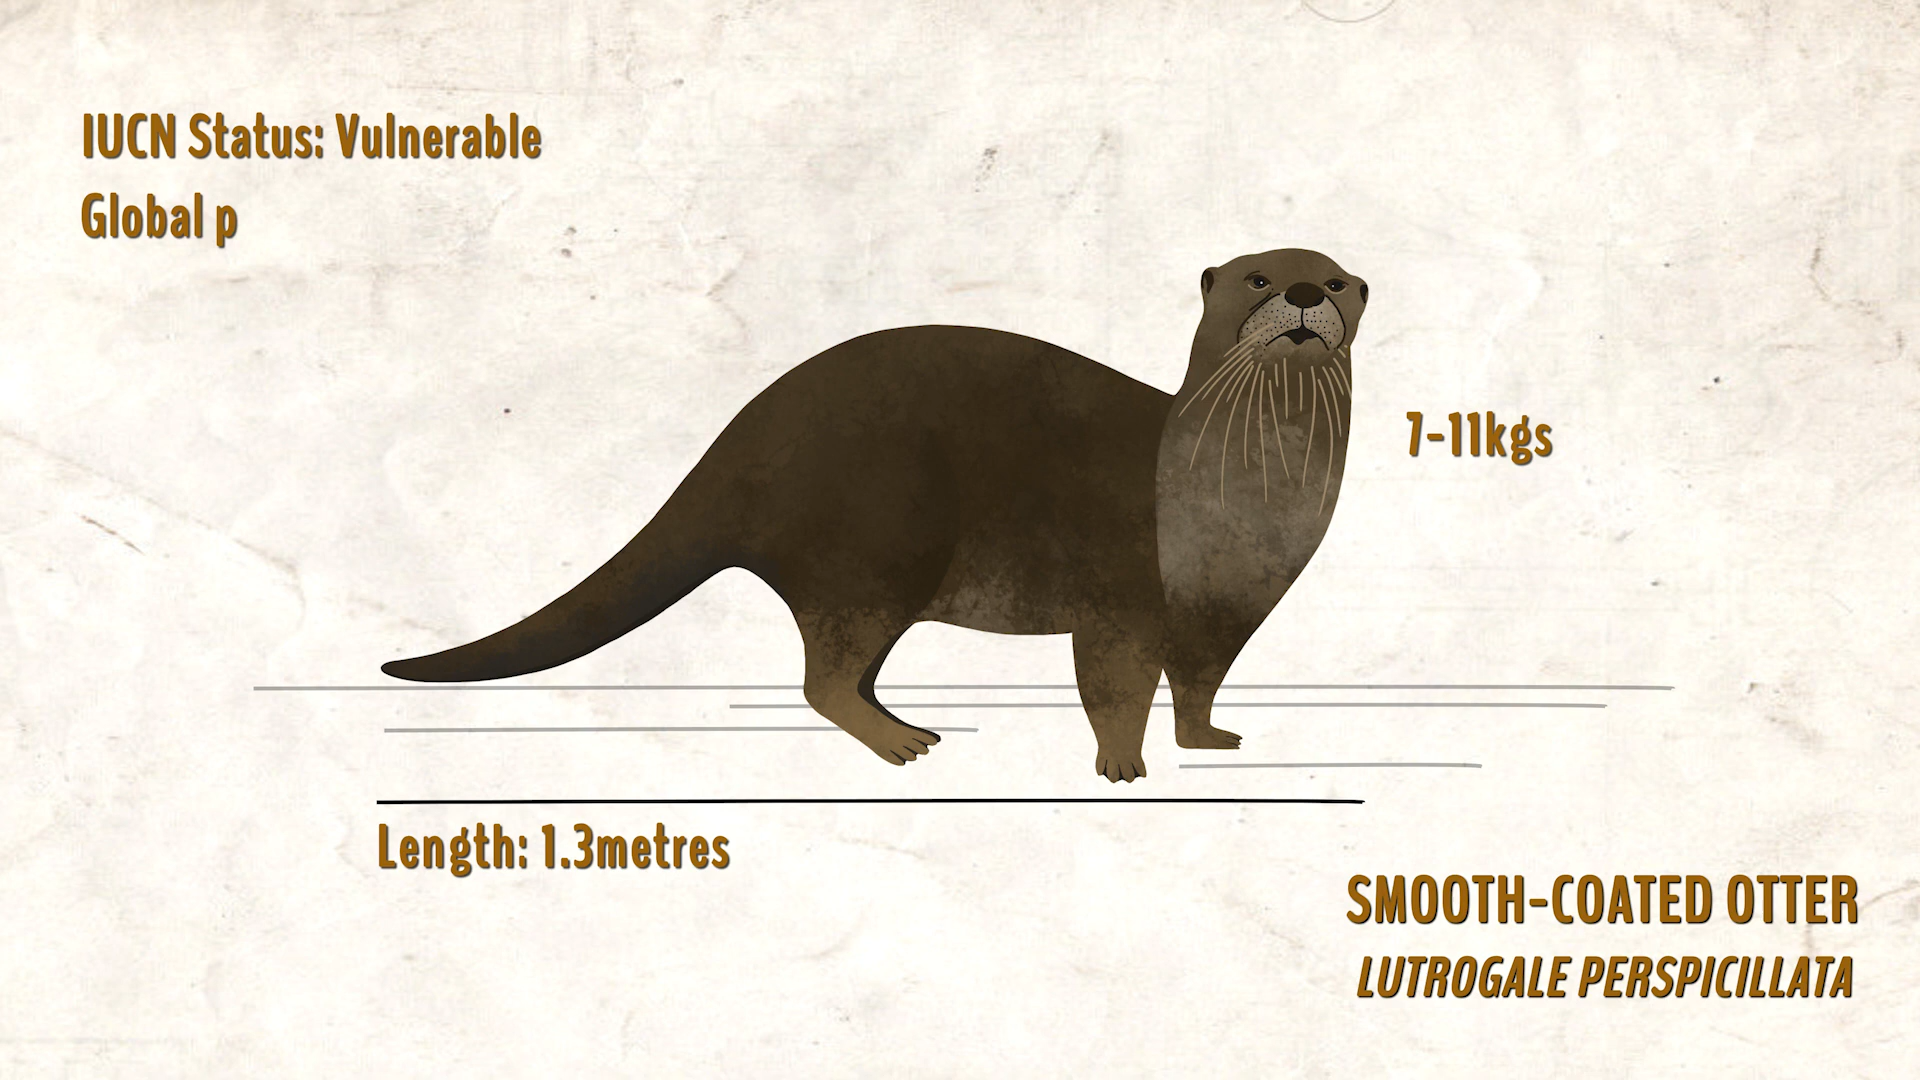 IUCN Status: Vulnerable
Global p
7-11kgs
Length: 1.3metres
SMOOTH-COATED OTTER
LUTROGALE PERSPICILLATA